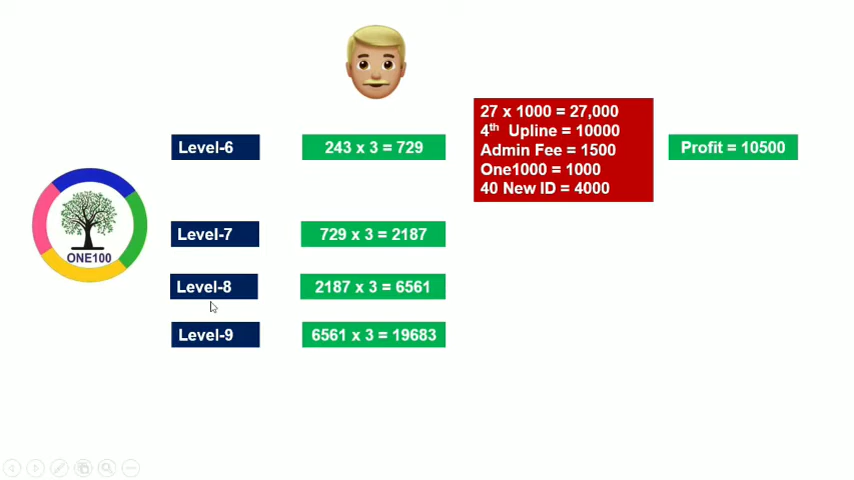 Level-6
243 x 3 = 729
27 x 1000 = 27,000
4th Upline = 10000
Admin Fee = 1500
One1000 = 1000
40 New ID = 4000
Profit = 10500
ONE100
Level-7
729 x 3 = 2187
Level-8
2187 x 3 = 6561
Level-9
6561 x 3 = 19683